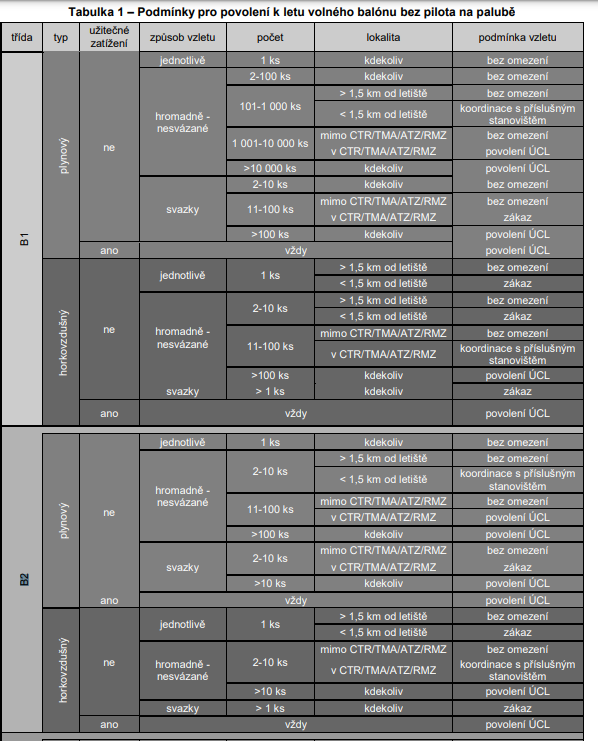 Tabulka 1 – Podmínky pro povolení k letu volného balónu bez pilota na palubě
třída typ užitečné zatížení způsob vzletu počet lokalita podmínka vzletu
B1
plynový
ne
jednotlivě 1 ks kdekoliv bez omezení
hromadně - nesvázané
2-100 ks kdekoliv bez omezení
101-1 000 ks
> 1,5 km od letiště bez omezení
< 1,5 km od letiště koordinace s příslušným stanovištěm
1 001-10 000 ks
mimo CTR/TMA/ATZ/RMZ bez omezení
v CTR/TMA/ATZ/RMZ povolení ÚCL
>10 000 ks kdekoliv povolení ÚCL
svazky
2-10 ks kdekoliv bez omezení
11-100 ks
mimo CTR/TMA/ATZ/RMZ bez omezení
v CTR/TMA/ATZ/RMZ zákaz
>100 ks kdekoliv povolení ÚCL
ano vždy povolení ÚCL
horkovzdušný
ne
jednotlivě 1 ks
> 1,5 km od letiště bez omezení
< 1,5 km od letiště zákaz
hromadně - nesvázané
2-10 ks
> 1,5 km od letiště bez omezení
< 1,5 km od letiště zákaz
11-100 ks
mimo CTR/TMA/ATZ/RMZ bez omezení
v CTR/TMA/ATZ/RMZ koordinace s příslušným stanovištěm
>100 ks kdekoliv povolení ÚCL
svazky > 1 ks kdekoliv zákaz
ano vždy povolení ÚCL
B2
plynový
ne
jednotlivě 1 ks kdekoliv bez omezení
hromadně - nesvázané
2-10 ks
> 1,5 km od letiště bez omezení
< 1,5 km od letiště koordinace s příslušným stanovištěm
11-100 ks
mimo CTR/TMA/ATZ/RMZ bez omezení
v CTR/TMA/ATZ/RMZ povolení ÚCL
>100 ks kdekoliv povolení ÚCL
svazky
2-10 ks
mimo CTR/TMA/ATZ/RMZ bez omezení
v CTR/TMA/ATZ/RMZ zákaz
>10 ks kdekoliv povolení ÚCL
ano vždy povolení ÚCL
horkovzdušný
ne
jednotlivě 1 ks
> 1,5 km od letiště bez omezení
< 1,5 km od letiště zákaz
hromadně - nesvázané
2-10 ks
mimo CTR/TMA/ATZ/RMZ bez omezení
v CTR/TMA/ATZ/RMZ koordinace s příslušným stanovištěm
>10 ks kdekoliv povolení ÚCL
svazky > 1 ks kdekoliv zákaz
ano vždy povolení ÚCL